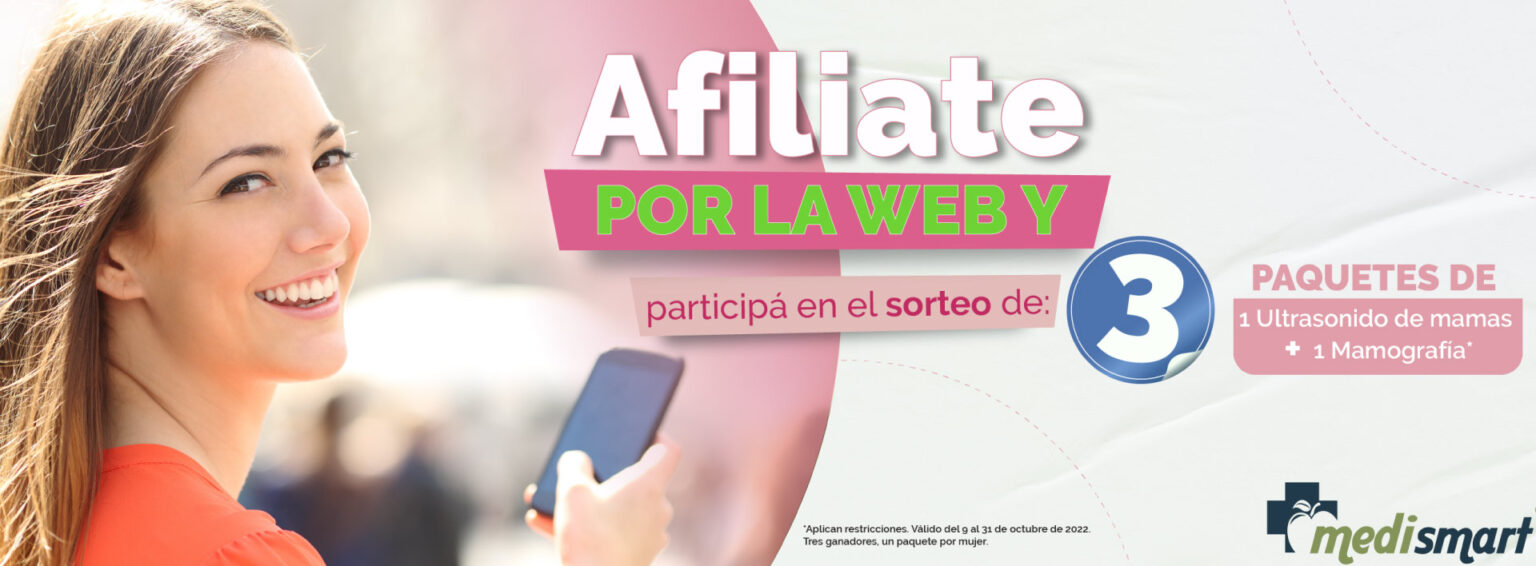 Afiliate
POR LA WEB Y
participá en el sorteo de:
3
PAQUETES DE
1 Ultrasonido de mamas
+ 1 Mamografía*
*Aplican restricciones. Válido del 9 al 31 de octubre de 2022.
Tres ganadores, un paquete por mujer.
medismart